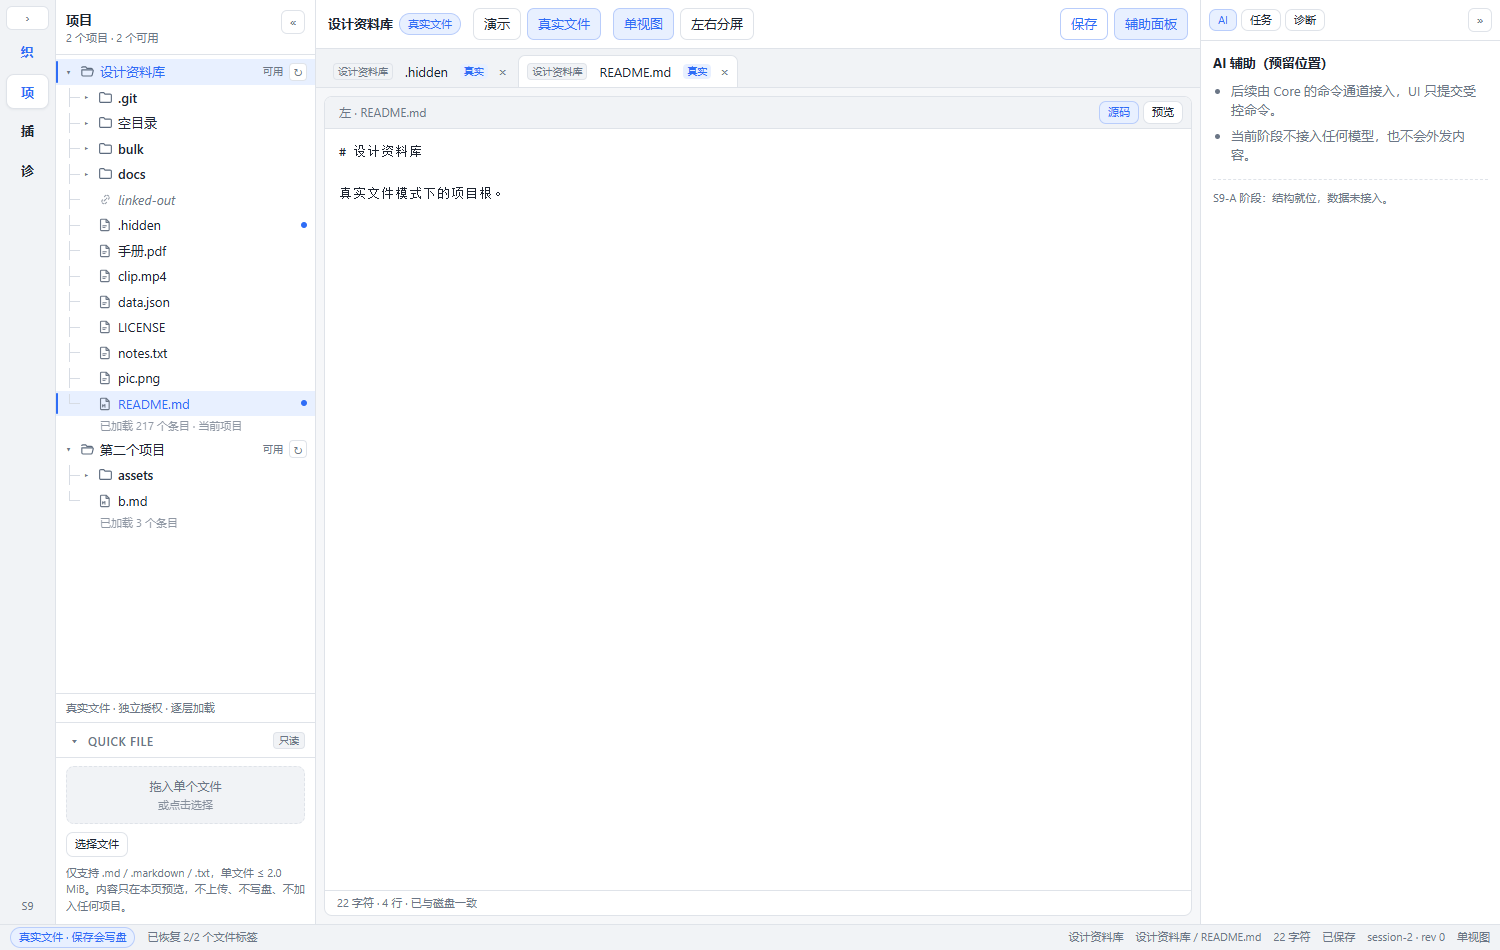 ›
织
项
插
诊
S9
项目
2 个项目 · 2 个可用
«
设计资料库 可用 ↻
.git
空目录
bulk
docs
linked-out
.hidden
手册.pdf
clip.mp4
data.json
LICENSE
notes.txt
pic.png
README.md
已加载 217 个条目 · 当前项目
第二个项目 可用 ↻
assets
b.md
已加载 3 个条目
真实文件 · 独立授权 · 逐层加载
QUICK FILE 只读
拖入单个文件
或点击选择
选择文件
仅支持 .md / .markdown / .txt，单文件 ≤ 2.0
MiB。内容只在本页预览，不上传、不写盘、不加
入任何项目。
设计资料库 真实文件 演示 真实文件 单视图 左右分屏 保存 辅助面板
设计资料库 .hidden 真实 × 设计资料库 README.md 真实 ×
左 · README.md 源码 预览
# 设计资料库
真实文件模式下的项目根。
22 字符 · 4 行 · 已与磁盘一致
AI 任务 诊断 »
AI 辅助（预留位置）
• 后续由 Core 的命令通道接入，UI 只提交受
控命令。
• 当前阶段不接入任何模型，也不会外发内
容。
S9-A 阶段：结构就位，数据未接入。
真实文件 · 保存会写盘 已恢复 2/2 个文件标签 设计资料库 设计资料库 / README.md 22 字符 已保存 session-2 · rev 0 单视图